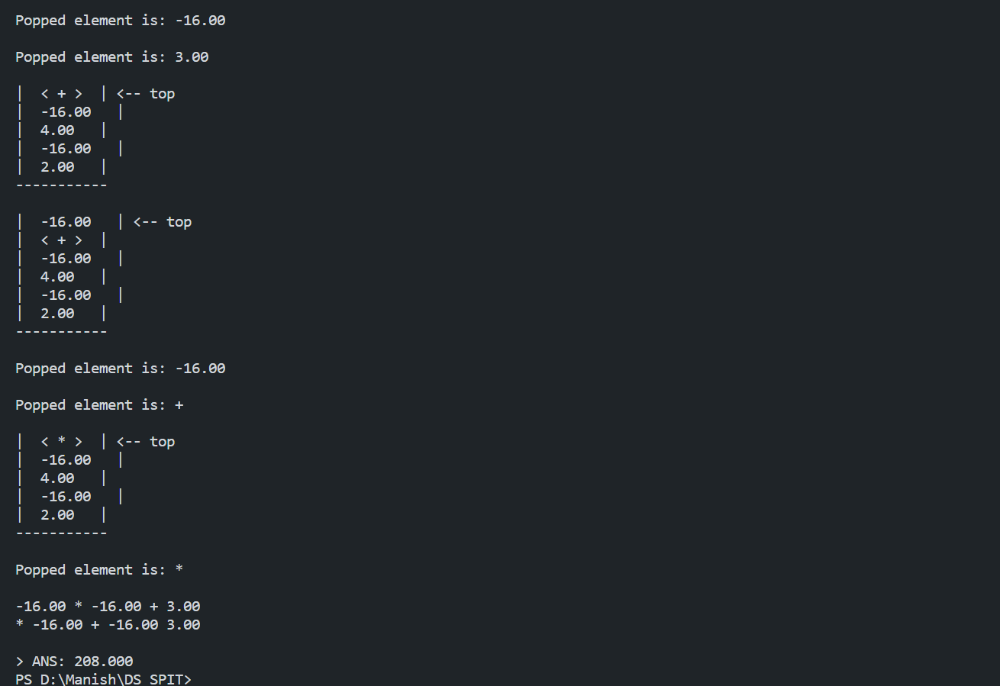 Popped element is: -16.00
Popped element is: 3.00
|  < + >  | <-- top
|  -16.00   |
|  4.00   |
|  -16.00   |
|  2.00   |
-----------
|  -16.00   | <-- top
|  < + >  |
|  -16.00   |
|  4.00   |
|  -16.00   |
|  2.00   |
-----------
Popped element is: -16.00
Popped element is: +
|  < * >  | <-- top
|  -16.00   |
|  4.00   |
|  -16.00   |
|  2.00   |
-----------
Popped element is: *
-16.00 * -16.00 + 3.00
* -16.00 + -16.00 3.00
> ANS: 208.000
PS D:\Manish\DS SPIT>